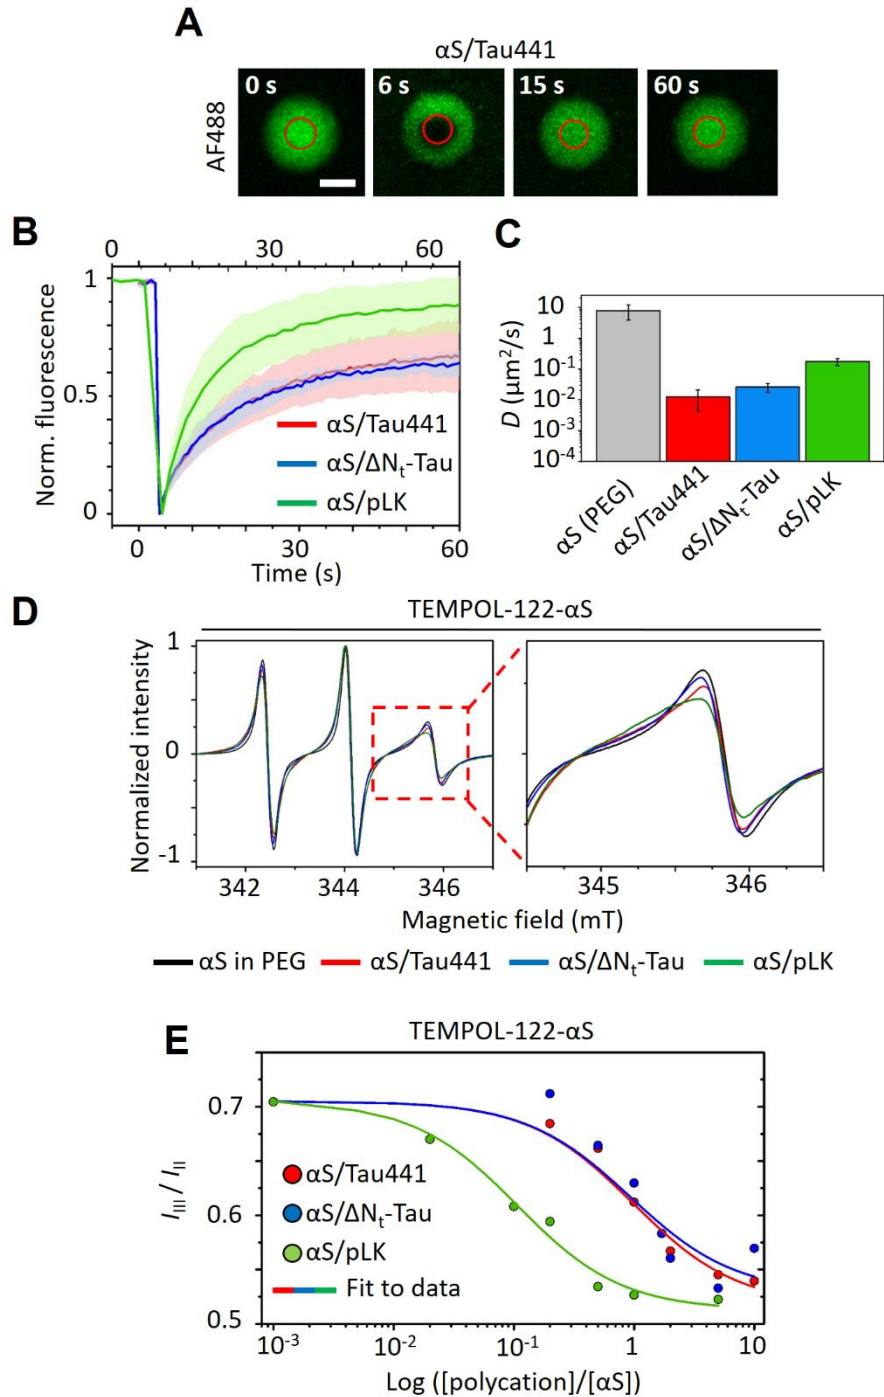 A
αS/Tau441
AF488
0 s
6 s
15 s
60 s
B
0 30 60
Norm. fluorescence
1
0.5
0
αS/Tau441
αS/ΔNt-Tau
αS/pLK
0 30 60
Time (s)
C
D (μm²/s)
10
1
10⁻¹
10⁻²
10⁻³
10⁻⁴
αS (PEG)
αS/Tau441
αS/ΔNt-Tau
αS/pLK
D
TEMPOL-122-αS
Normalized intensity
1
0
-1
342 344 346
345 346
Magnetic field (mT)
αS in PEG αS/Tau441 αS/ΔNt-Tau αS/pLK
E
TEMPOL-122-αS
IIII / III
0.7
0.6
0.5
αS/Tau441
αS/ΔNt-Tau
αS/pLK
Fit to data
10⁻³ 10⁻² 10⁻¹ 1 10
Log ([polycation]/[αS])